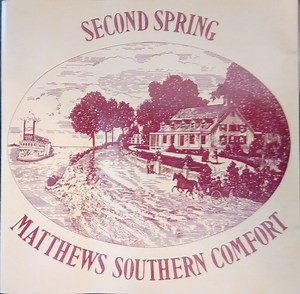 SECOND SPRING
MATTHEWS SOUTHERN COMFORT